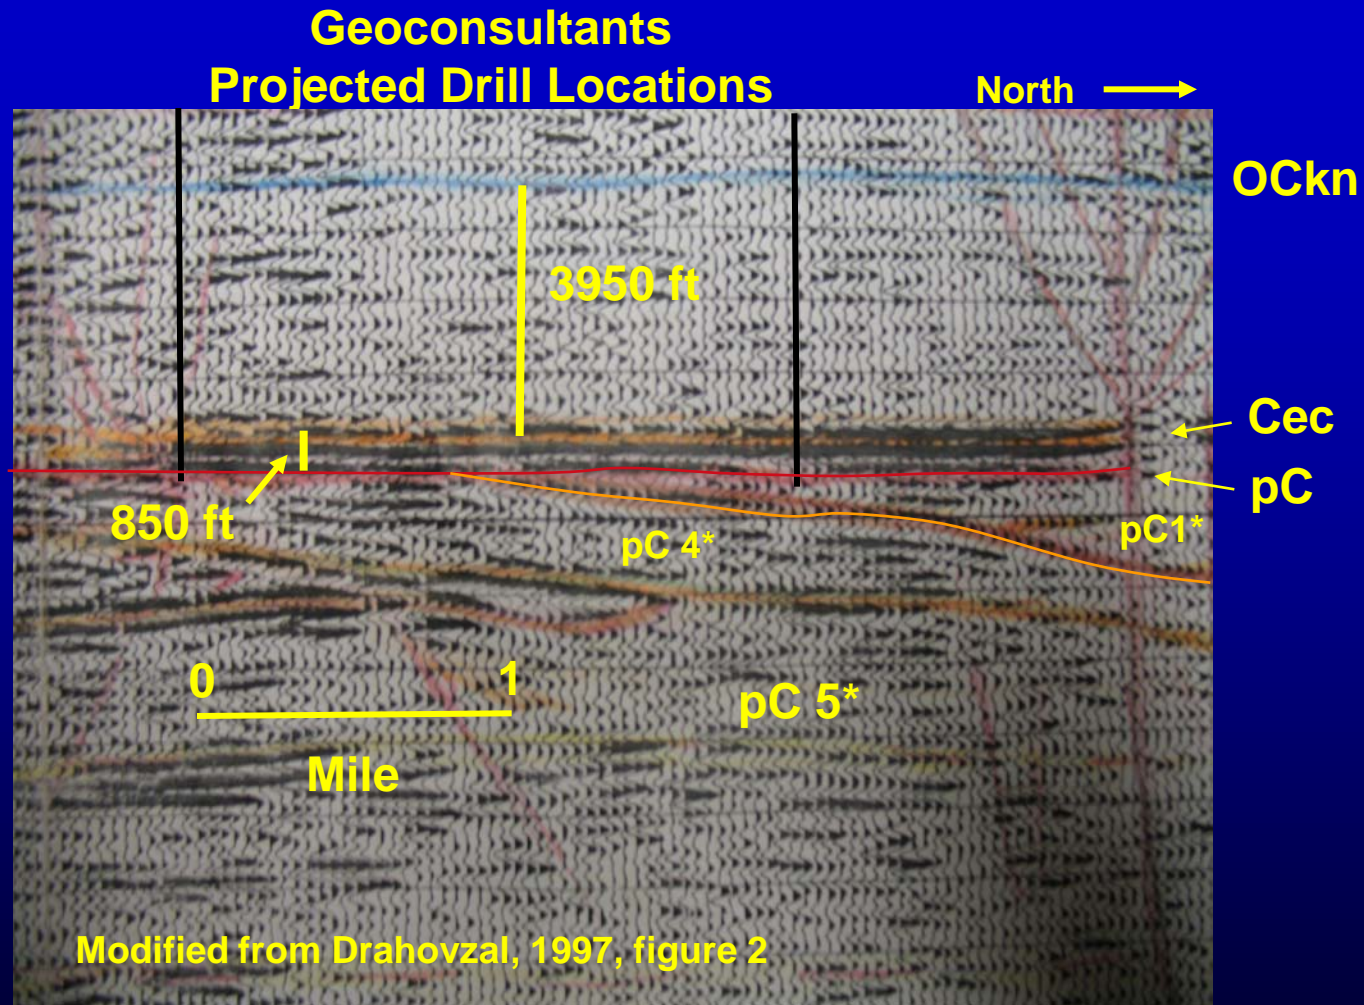 Geoconsultants
Projected Drill Locations
North
OCkn
3950 ft
Cec
pC
850 ft
pC 4*
pC1*
0
1
pC 5*
Mile
Modified from Drahovzal, 1997, figure 2